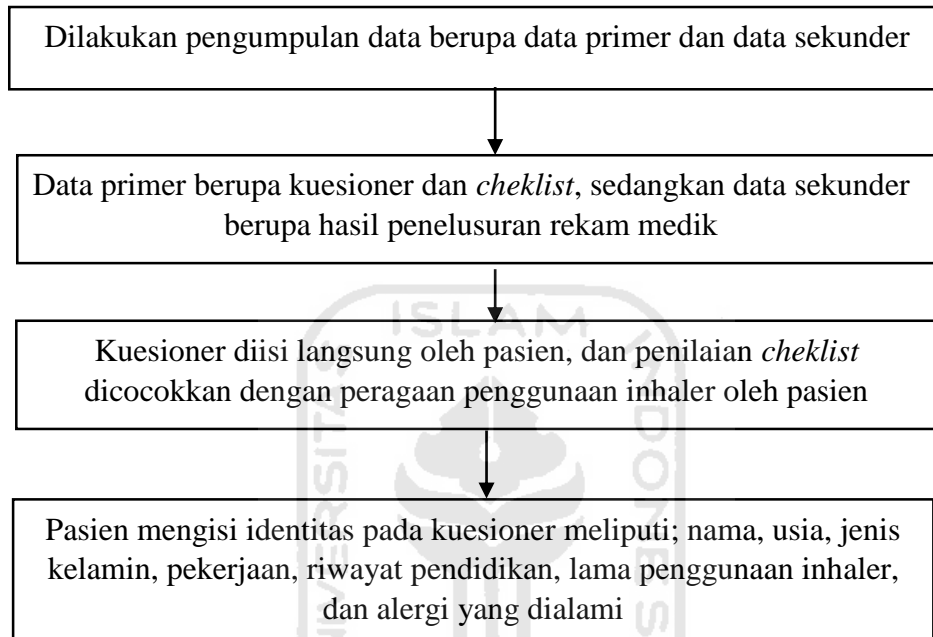 Dilakukan pengumpulan data berupa data primer dan data sekunder
Data primer berupa kuesioner dan cheklist, sedangkan data sekunder
berupa hasil penelusuran rekam medik
Kuesioner diisi langsung oleh pasien, dan penilaian cheklist
dicocokkan dengan peragaan penggunaan inhaler oleh pasien
Pasien mengisi identitas pada kuesioner meliputi; nama, usia, jenis
kelamin, pekerjaan, riwayat pendidikan, lama penggunaan inhaler,
dan alergi yang dialami
ISLAM